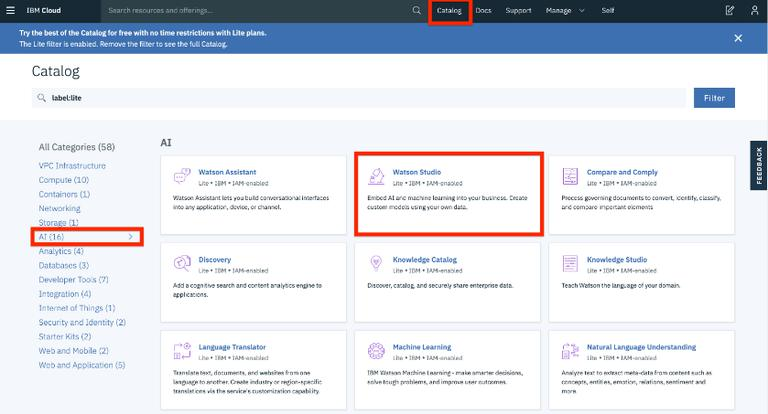 IBM Cloud
Search resources and offerings...
Catalog
Docs
Support
Manage
Self
Try the best of the Catalog for free with no time restrictions with Lite plans.
The Lite filter is enabled. Remove the filter to see the full Catalog.
Catalog
label:lite
Filter
FEEDBACK
All Categories (58)
VPC Infrastructure
Compute (10)
Containers (1)
Networking
Storage (1)
AI (16)
Analytics (4)
Databases (3)
Developer Tools (7)
Integration (4)
Internet of Things (1)
Security and Identity (2)
Starter Kits (2)
Web and Mobile (2)
Web and Application (5)
AI
Watson Assistant
Lite • IBM • IAM-enabled
Watson Assistant lets you build conversational interfaces
into any application, device, or channel.
Watson Studio
Lite • IBM • IAM-enabled
Embed AI and machine learning into your business. Create
custom models using your own data.
Compare and Comply
Lite • IBM • IAM-enabled
Process governing documents to convert, identify, classify,
and compare important elements
Discovery
Lite • IBM • IAM-enabled
Add a cognitive search and content analytics engine to
applications.
Knowledge Catalog
Lite • IBM • IAM-enabled
Discover, catalog, and securely share enterprise data.
Knowledge Studio
Lite • IBM • IAM-enabled
Teach Watson the language of your domain.
Language Translator
Lite • IBM • IAM-enabled
Translate text, documents, and websites from one
language to another. Create industry or region-specific
translations via the service's customization capability.
Machine Learning
Lite • IBM • IAM-enabled
IBM Watson Machine Learning - make smarter decisions,
solve tough problems, and improve user outcomes.
Natural Language Understanding
Lite • IBM • IAM-enabled
Analyze text to extract meta-data from content such as
concepts, entities, emotion, relations, sentiment and
more.